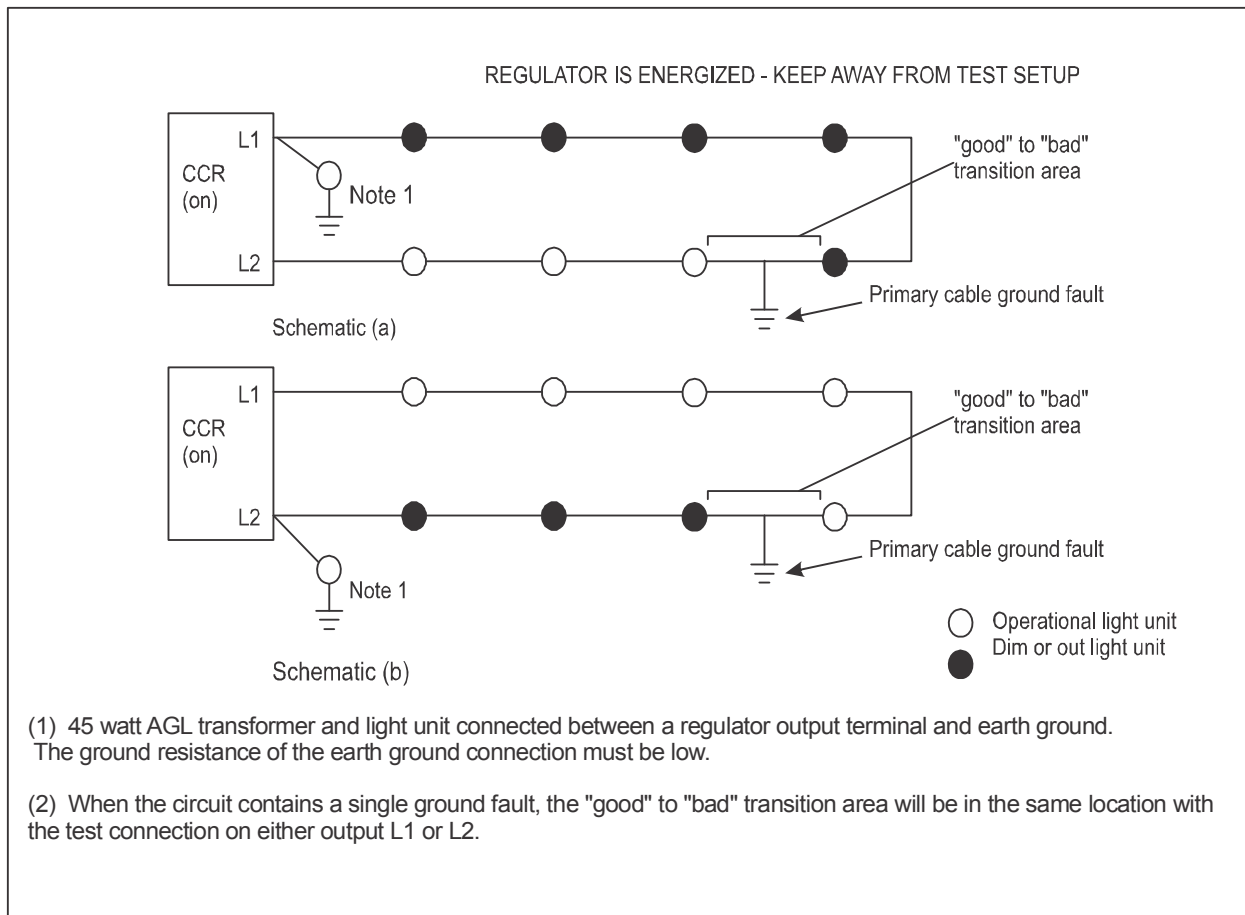 REGULATOR IS ENERGIZED - KEEP AWAY FROM TEST SETUP
L1
CCR
(on)
Note 1
L2
"good" to "bad"
transition area
Primary cable ground fault
Schematic (a)
L1
CCR
(on)
L2
Note 1
"good" to "bad"
transition area
Primary cable ground fault
Operational light unit
Dim or out light unit
Schematic (b)
(1) 45 watt AGL transformer and light unit connected between a regulator output terminal and earth ground.
The ground resistance of the earth ground connection must be low.
(2) When the circuit contains a single ground fault, the "good" to "bad" transition area will be in the same location with
the test connection on either output L1 or L2.